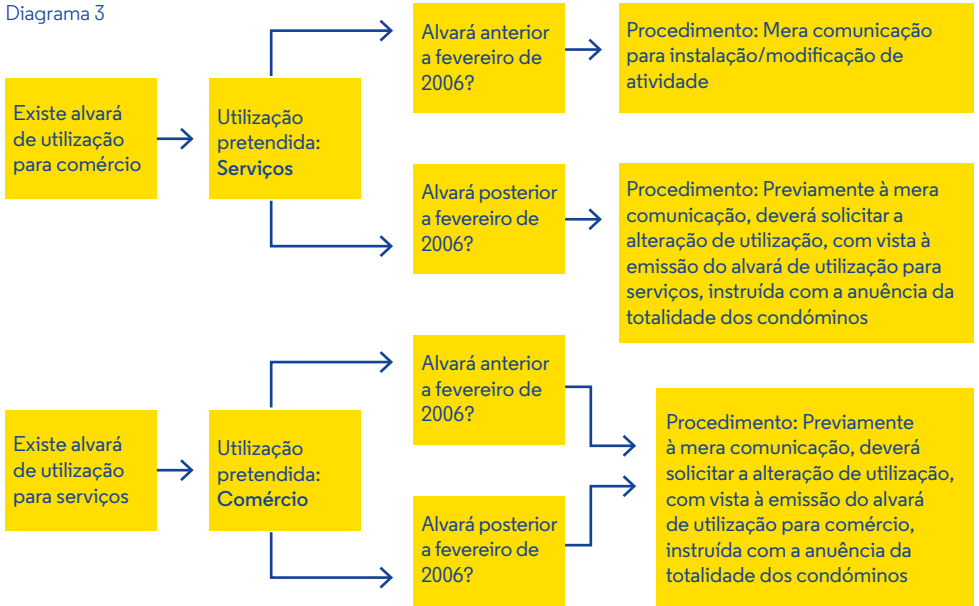 Diagrama 3
Existe alvará
de utilização
para comércio
Utilização
pretendida:
Serviços
Alvará anterior
a fevereiro de
2006?
Procedimento: Mera comunicação
para instalação/modificação de
atividade
Alvará posterior
a fevereiro de
2006?
Procedimento: Previamente à mera
comunicação, deverá solicitar a
alteração de utilização, com vista à
emissão do alvará de utilização para
serviços, instruída com a anuência da
totalidade dos condóminos
Existe alvará
de utilização
para serviços
Utilização
pretendida:
Comércio
Alvará anterior
a fevereiro de
2006?
Alvará posterior
a fevereiro de
2006?
Procedimento: Previamente
à mera comunicação, deverá
solicitar a alteração de utilização,
com vista à emissão do alvará
de utilização para comércio,
instruída com a anuência da
totalidade dos condóminos